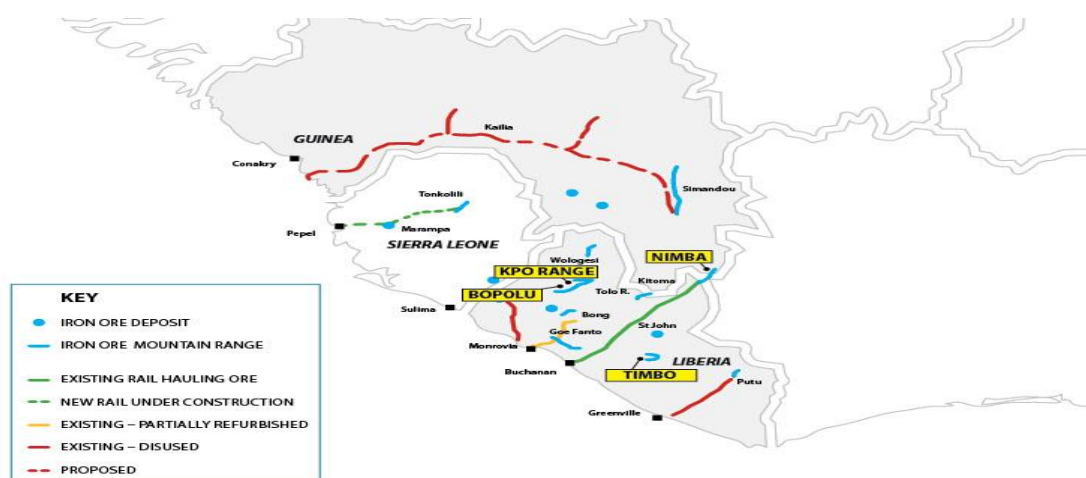 GUINEA
Kailia
Conakry
Simandou
Tonkolili
Pepel
Marampa
SIERRA LEONE
Wologesi
NIMBA
KPO RANGE
Kitoma
BOPOLU
Tolo R.
Sulima
Bong
St John
Goe Fanto
Monrovia
LIBERIA
Buchanan
TIMBO
Putu
Greenville
KEY
IRON ORE DEPOSIT
IRON ORE MOUNTAIN RANGE
EXISTING RAIL HAULING ORE
NEW RAIL UNDER CONSTRUCTION
EXISTING – PARTIALLY REFURBISHED
EXISTING – DISUSED
PROPOSED